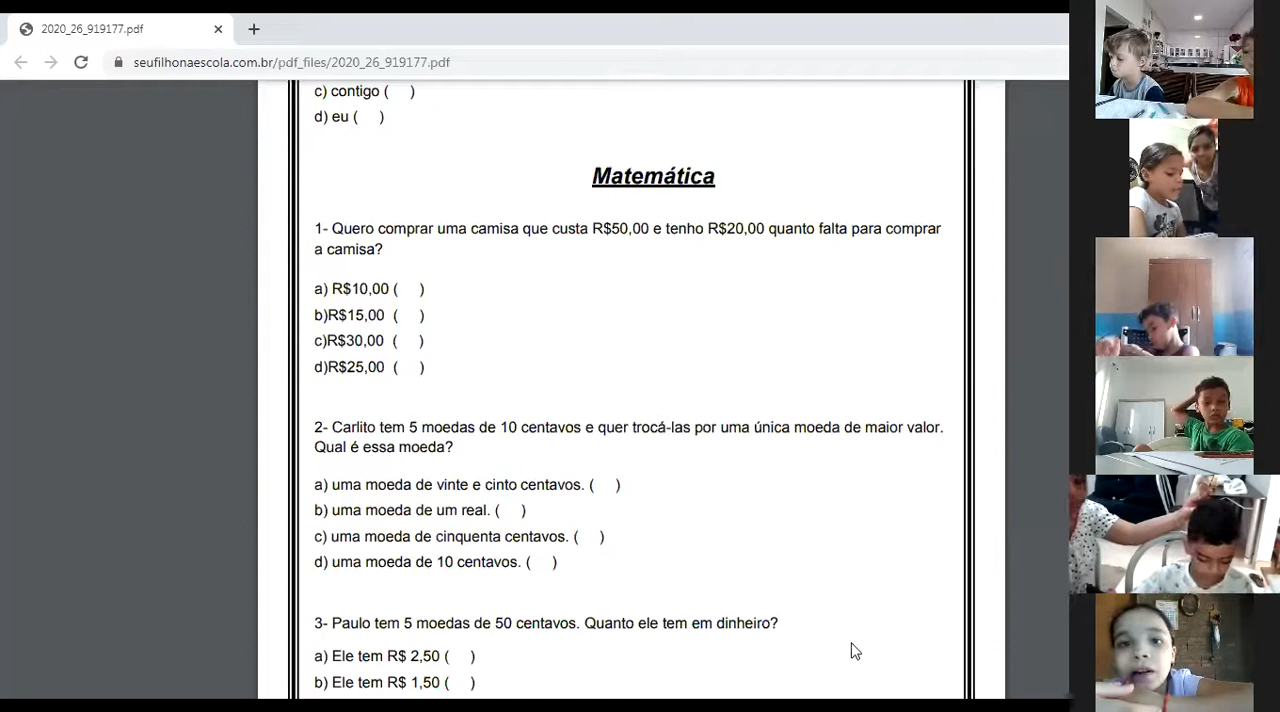 2020_26_919177.pdf
seufilhonaescola.com.br/pdf_files/2020_26_919177.pdf
c) contigo (    )
d) eu (    )
Matemática
1- Quero comprar uma camisa que custa R$50,00 e tenho R$20,00 quanto falta para comprar
a camisa?
a) R$10,00 (    )
b)R$15,00 (    )
c)R$30,00 (    )
d)R$25,00 (    )
2- Carlito tem 5 moedas de 10 centavos e quer trocá-las por uma única moeda de maior valor.
Qual é essa moeda?
a) uma moeda de vinte e cinto centavos. (    )
b) uma moeda de um real. (    )
c) uma moeda de cinquenta centavos. (    )
d) uma moeda de 10 centavos. (    )
3- Paulo tem 5 moedas de 50 centavos. Quanto ele tem em dinheiro?
a) Ele tem R$ 2,50 (    )
b) Ele tem R$ 1,50 (    )